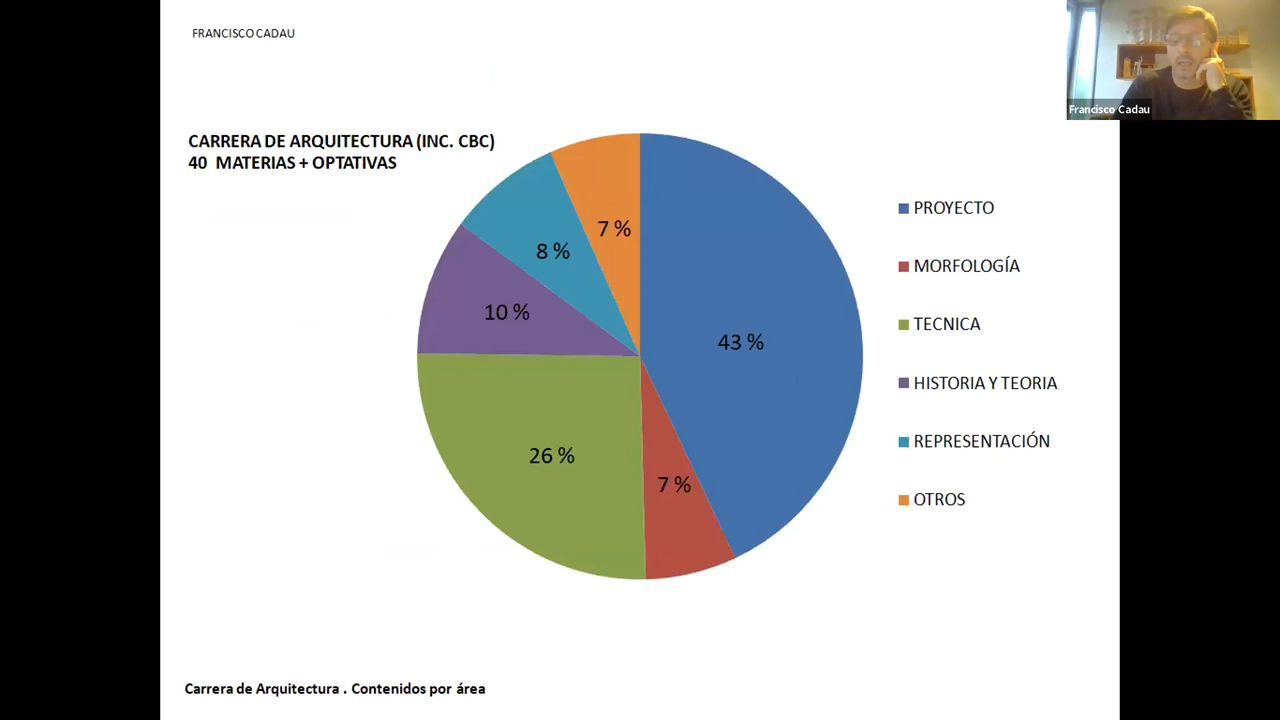 FRANCISCO CADAU
Francisco Cadau
CARRERA DE ARQUITECTURA (INC. CBC)
40 MATERIAS + OPTATIVAS
7 %
8 %
10 %
43 %
26 %
7 %
PROYECTO
MORFOLOGÍA
TECNICA
HISTORIA Y TEORIA
REPRESENTACIÓN
OTROS
Carrera de Arquitectura . Contenidos por área